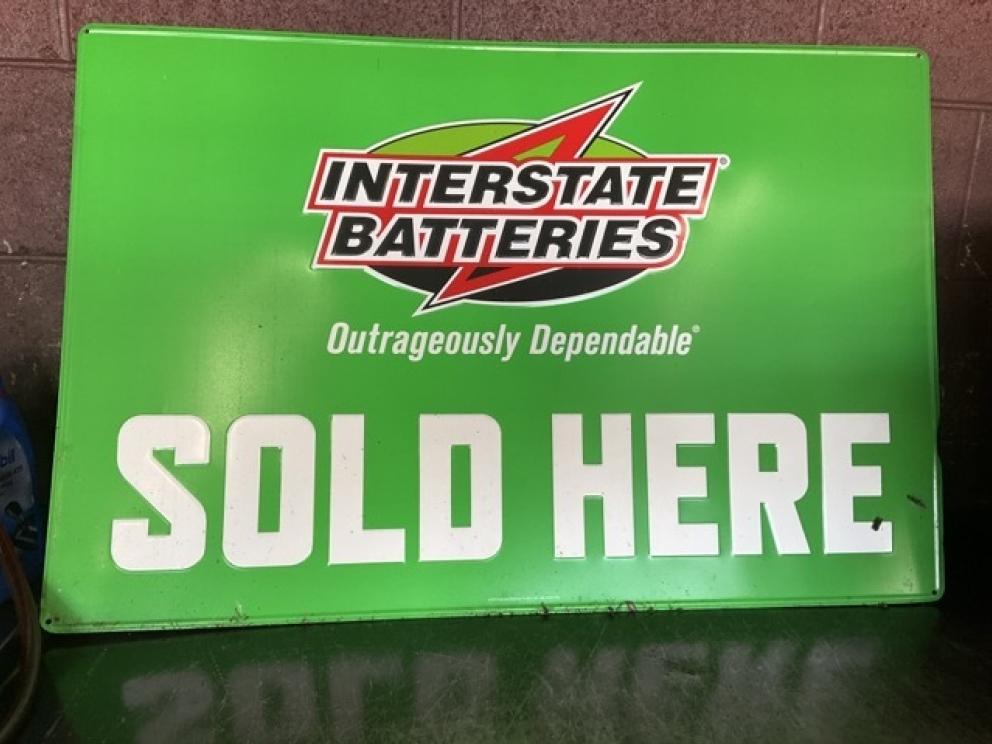 INTERSTATE®
BATTERIES
Outrageously Dependable®
SOLD HERE